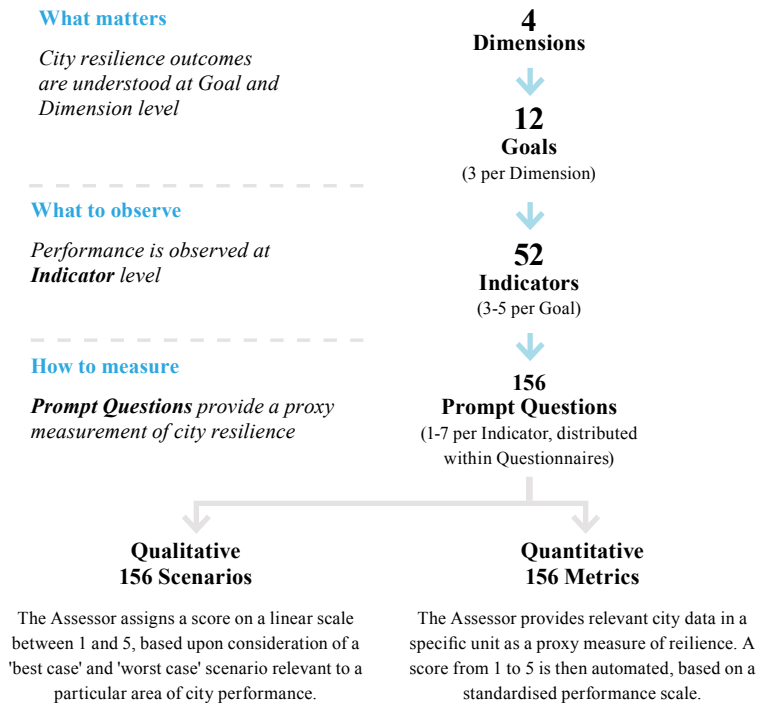 What matters
City resilience outcomes
are understood at Goal and
Dimension level
4
Dimensions
12
Goals
(3 per Dimension)
What to observe
Performance is observed at
Indicator level
52
Indicators
(3-5 per Goal)
How to measure
Prompt Questions provide a proxy
measurement of city resilience
156
Prompt Questions
(1-7 per Indicator, distributed
within Questionnaires)
Qualitative
156 Scenarios
The Assessor assigns a score on a linear scale
between 1 and 5, based upon consideration of a
'best case' and 'worst case' scenario relevant to a
particular area of city performance.
Quantitative
156 Metrics
The Assessor provides relevant city data in a
specific unit as a proxy measure of reilience. A
score from 1 to 5 is then automated, based on a
standardised performance scale.